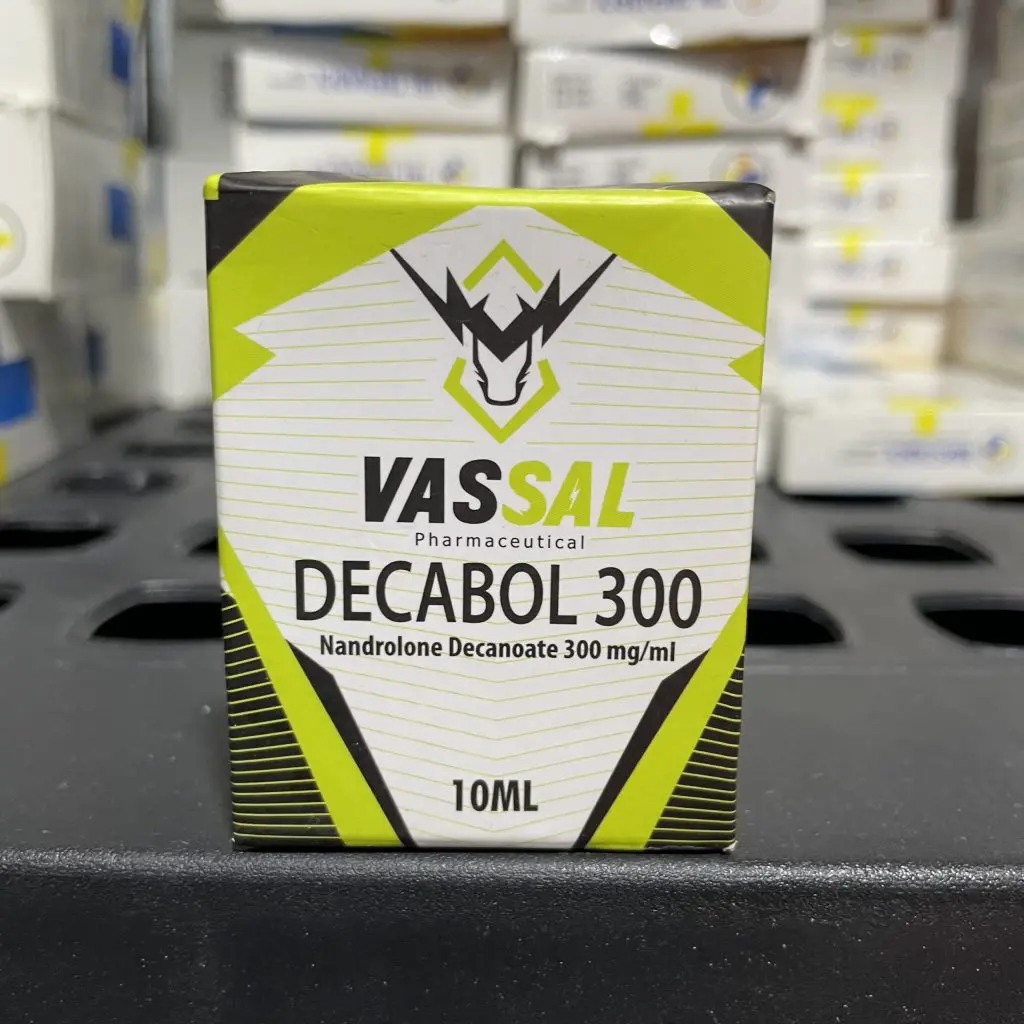 VASSAL
Pharmaceutical
DECABOL 300
Nandrolone Decanoate 300 mg/ml
10ML